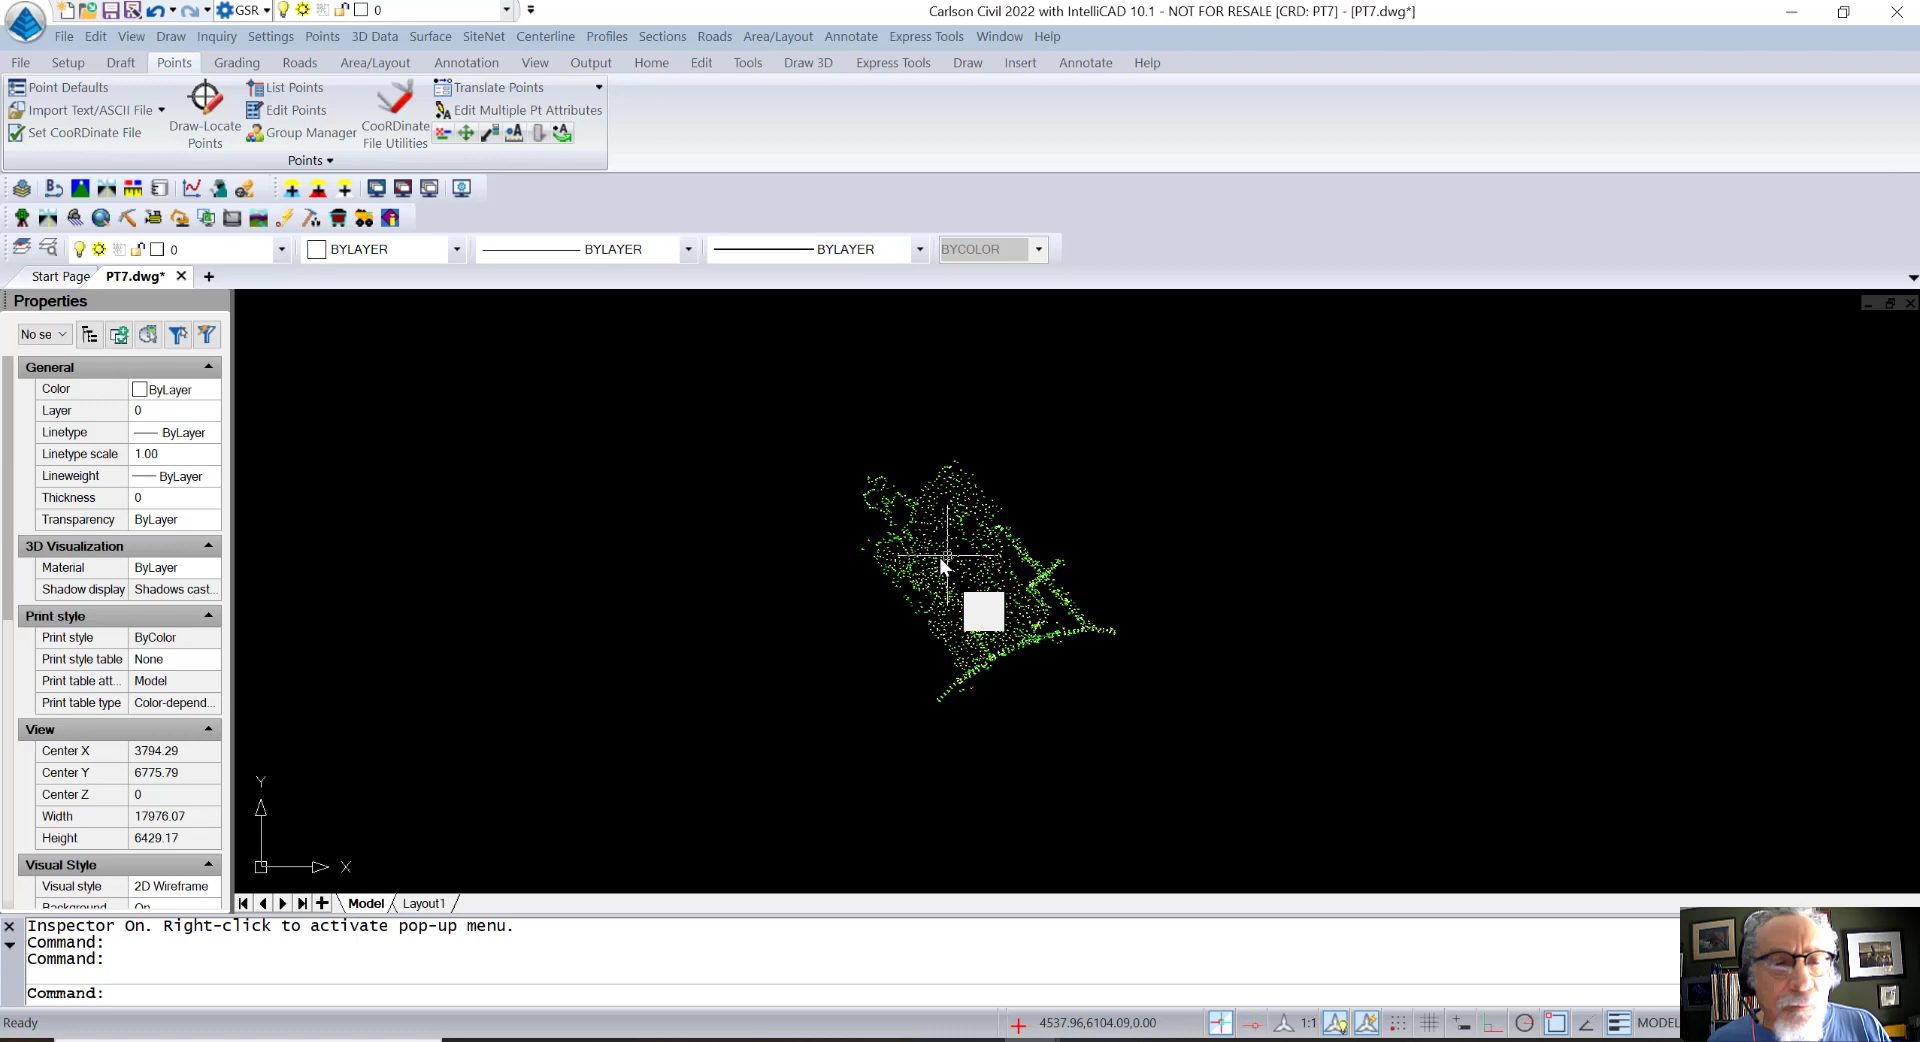 GSR
0
Carlson Civil 2022 with IntelliCAD 10.1 - NOT FOR RESALE [CRD: PT7] - [PT7.dwg*]
File Edit View Draw Inquiry Settings Points 3D Data Surface SiteNet Centerline Profiles Sections Roads Area/Layout Annotate Express Tools Window Help
File Setup Draft Points Grading Roads Area/Layout Annotation View Output Home Edit Tools Draw 3D Express Tools Draw Insert Annotate Help
Point Defaults List Points Translate Points
Import Text/ASCII File Edit Points Edit Multiple Pt Attributes
Set CooRDinate File Draw-Locate Points Group Manager CooRDinate File Utilities
Points
0 BYLAYER BYLAYER BYLAYER BYCOLOR
Start Page PT7.dwg*
Properties
No se
General
Color ByLayer
Layer 0
Linetype ByLayer
Linetype scale 1.00
Lineweight ByLayer
Thickness 0
Transparency ByLayer
3D Visualization
Material ByLayer
Shadow display Shadows cast...
Print style
Print style ByColor
Print style table None
Print table att... Model
Print table type Color-depend...
View
Center X 3794.29
Center Y 6775.79
Center Z 0
Width 17976.07
Height 6429.17
Visual Style
Visual style 2D Wireframe
Background On
Y
X
Model Layout1
Inspector On. Right-click to activate pop-up menu.
Command:
Command:
Command:
Ready 4537.96,6104.09,0.00 1:1 MODEL